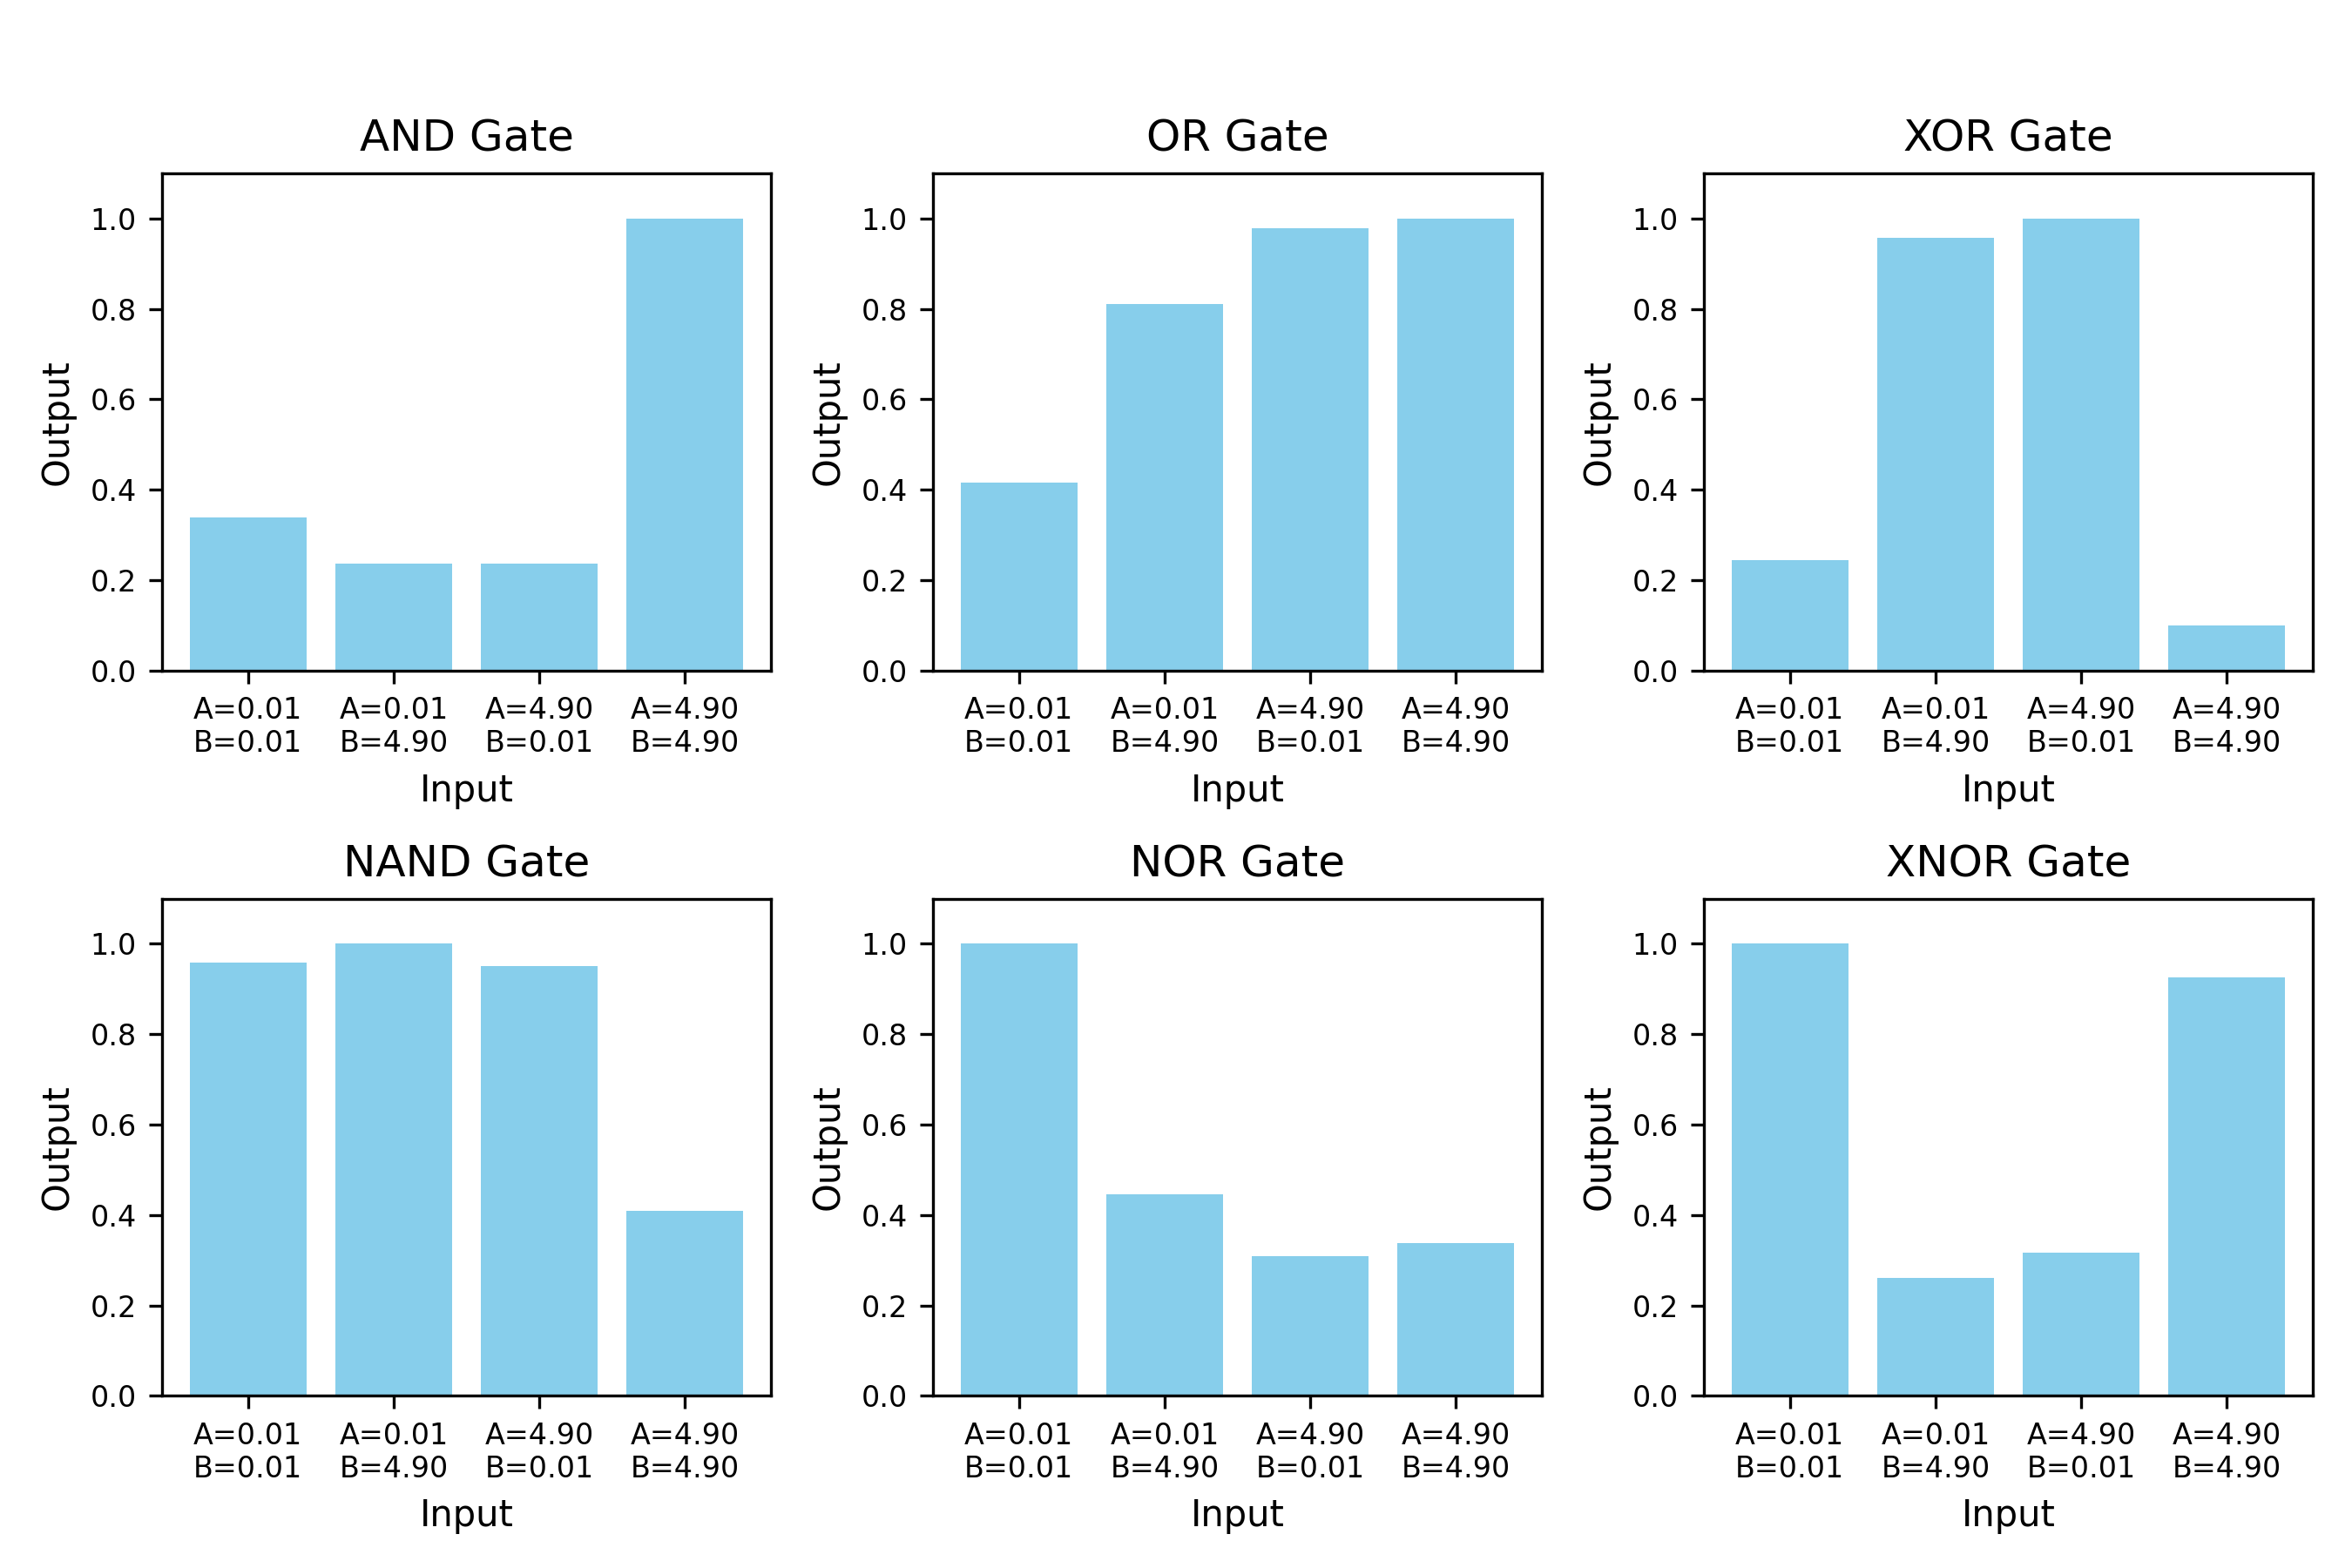 AND Gate
Output
1.0
0.8
0.6
0.4
0.2
0.0
A=0.01 A=0.01 A=4.90 A=4.90
B=0.01 B=4.90 B=0.01 B=4.90
Input
OR Gate
Output
1.0
0.8
0.6
0.4
0.2
0.0
A=0.01 A=0.01 A=4.90 A=4.90
B=0.01 B=4.90 B=0.01 B=4.90
Input
XOR Gate
Output
1.0
0.8
0.6
0.4
0.2
0.0
A=0.01 A=0.01 A=4.90 A=4.90
B=0.01 B=4.90 B=0.01 B=4.90
Input
NAND Gate
Output
1.0
0.8
0.6
0.4
0.2
0.0
A=0.01 A=0.01 A=4.90 A=4.90
B=0.01 B=4.90 B=0.01 B=4.90
Input
NOR Gate
Output
1.0
0.8
0.6
0.4
0.2
0.0
A=0.01 A=0.01 A=4.90 A=4.90
B=0.01 B=4.90 B=0.01 B=4.90
Input
XNOR Gate
Output
1.0
0.8
0.6
0.4
0.2
0.0
A=0.01 A=0.01 A=4.90 A=4.90
B=0.01 B=4.90 B=0.01 B=4.90
Input